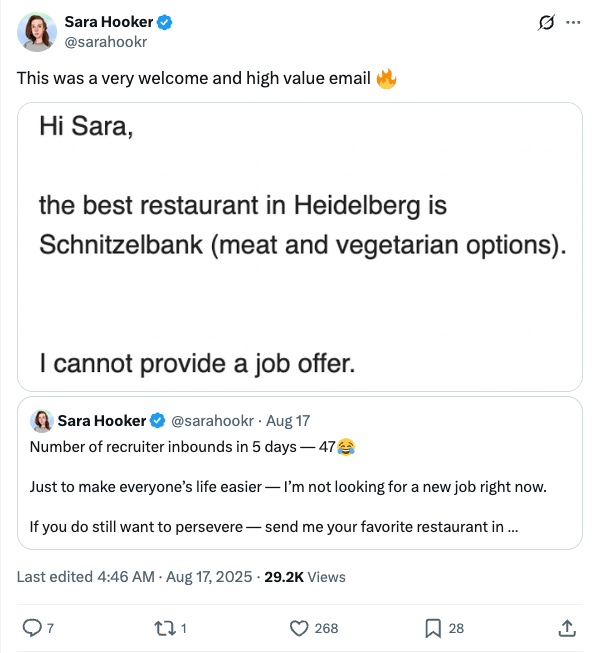 Sara Hooker
@sarahookr
This was a very welcome and high value email 🔥
Hi Sara,
the best restaurant in Heidelberg is
Schnitzelbank (meat and vegetarian options).
I cannot provide a job offer.
Sara Hooker @sarahookr · Aug 17
Number of recruiter inbounds in 5 days — 47😂
Just to make everyone’s life easier — I’m not looking for a new job right now.
If you do still want to persevere — send me your favorite restaurant in ...
Last edited 4:46 AM · Aug 17, 2025 · 29.2K Views
7 1 268 28